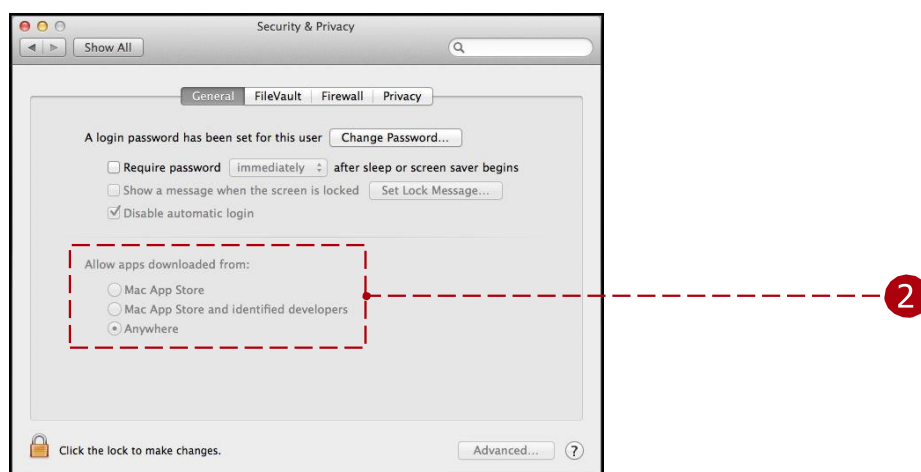 Security & Privacy
Show All
General FileVault Firewall Privacy
A login password has been set for this user Change Password...
Require password immediately after sleep or screen saver begins
Show a message when the screen is locked Set Lock Message...
Disable automatic login
Allow apps downloaded from:
Mac App Store
Mac App Store and identified developers
Anywhere
2
Click the lock to make changes. Advanced... ?